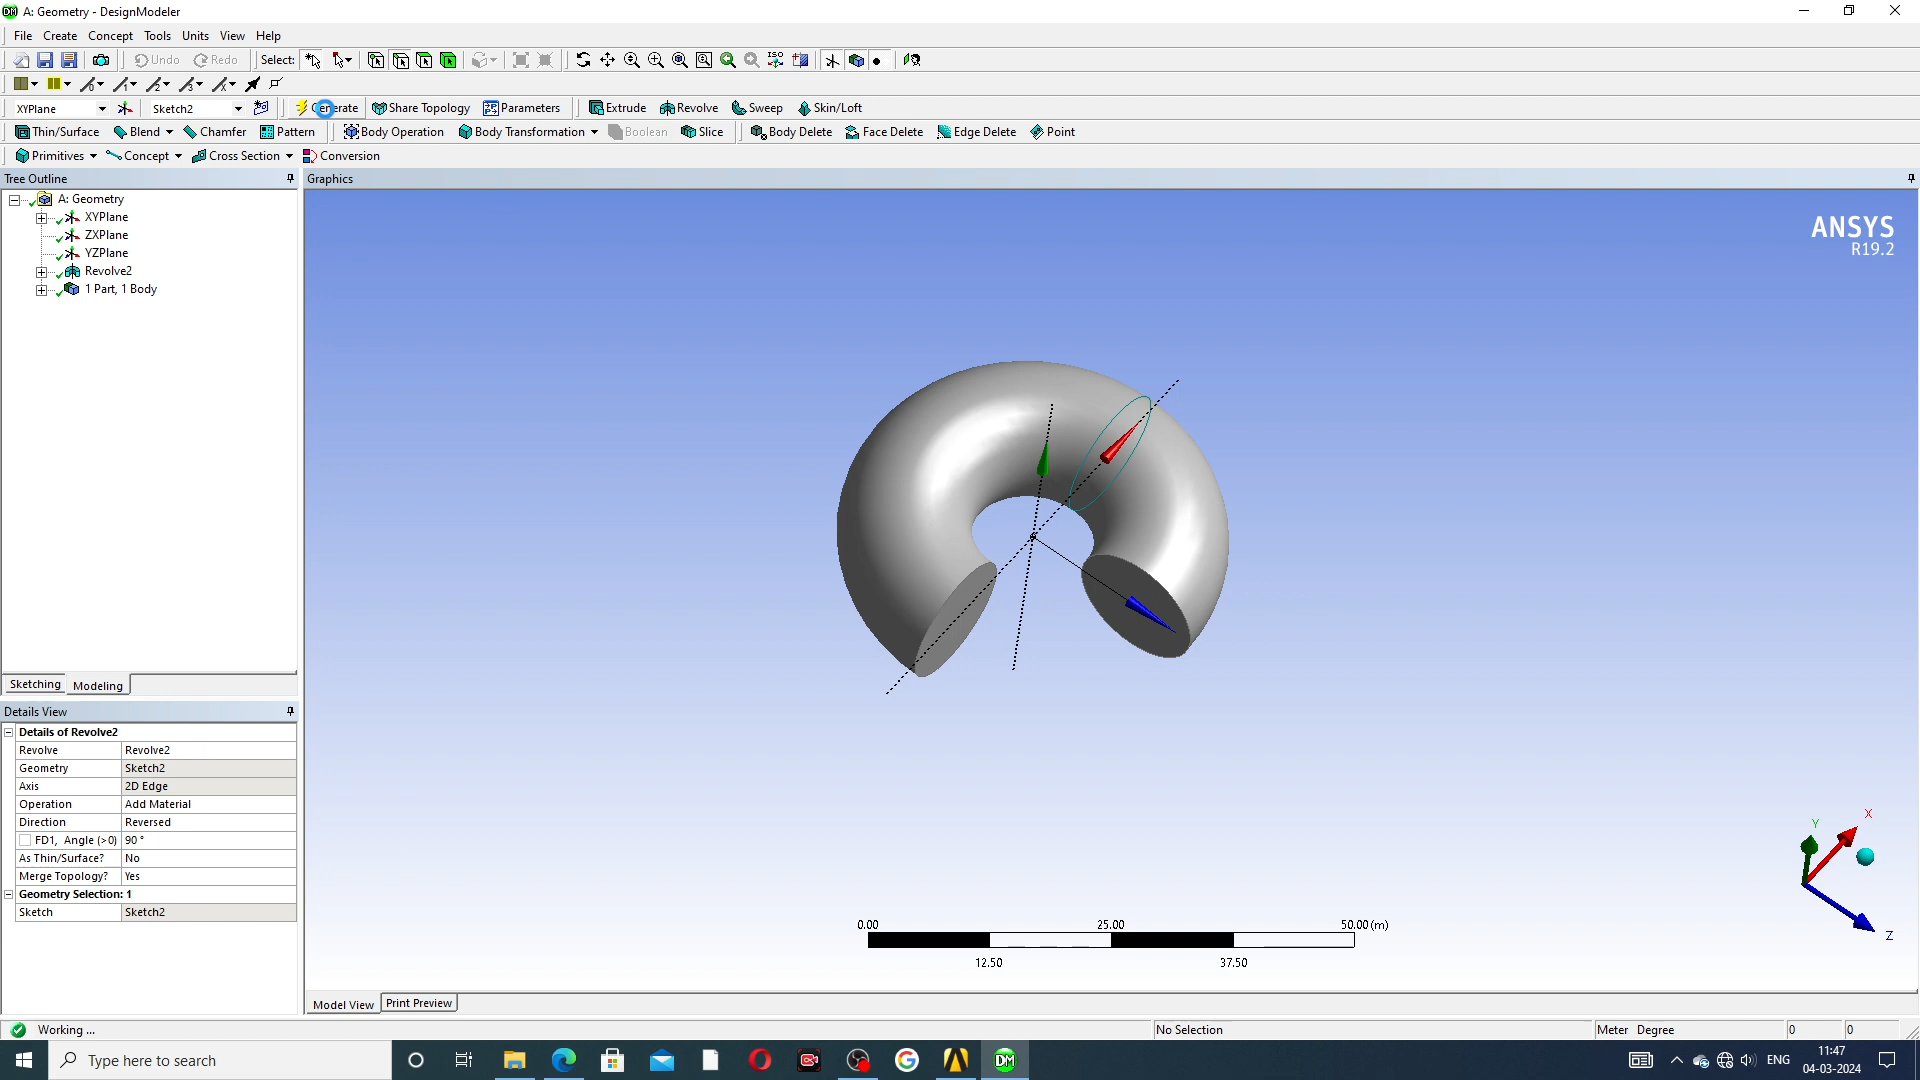 A: Geometry - DesignModeler
File Create Concept Tools Units View Help
Undo Redo Select:
XYPlane Sketch2 Generate Share Topology Parameters Extrude Revolve Sweep Skin/Loft
Thin/Surface Blend Chamfer Pattern Body Operation Body Transformation Boolean Slice Body Delete Face Delete Edge Delete Point
Primitives Concept Cross Section Conversion
Tree Outline
Graphics
A: Geometry
XYPlane
ZXPlane
YZPlane
Revolve2
1 Part, 1 Body
ANSYS
R19.2
Sketching Modeling
Details View
Details of Revolve2
Revolve Revolve2
Geometry Sketch2
Axis 2D Edge
Operation Add Material
Direction Reversed
FD1, Angle (>0) 90 °
As Thin/Surface? No
Merge Topology? Yes
Geometry Selection: 1
Sketch Sketch2
0.00 25.00 50.00 (m)
12.50 37.50
Y X
Z
Model View Print Preview
Working ... No Selection Meter Degree 0 0
Type here to search
DM
ENG
11:47
04-03-2024